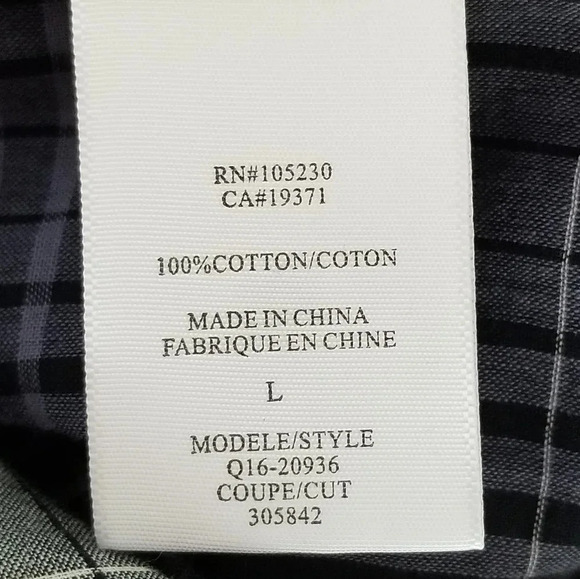 RN#105230
CA#19371
100%COTTON/COTON
MADE IN CHINA
FABRIQUE EN CHINE
L
MODELE/STYLE
Q16-20936
COUPE/CUT
305842